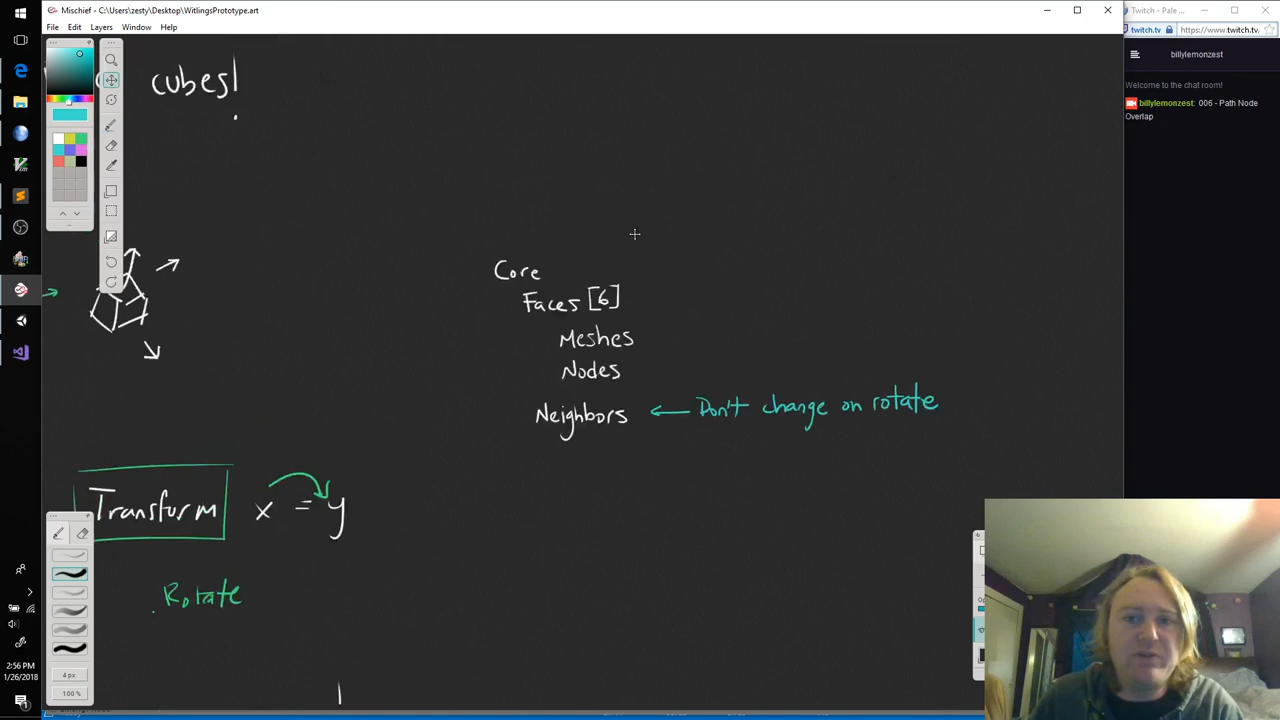 Mischief - C:\Users\zesty\Desktop\WitlingsPrototype.art
File Edit Layers Window Help
Twitch - Pale
twitch.tv https://www.twitch.tv.
billylemonzest
Welcome to the chat room!
billylemonzest: 006 - Path Node
Overlap
cubes!
Core
Faces [6]
Meshes
Nodes
Neighbors ← Don't change on rotate
Transform x = y
Rotate
4 px
100 %
2:56 PM
1/26/2018